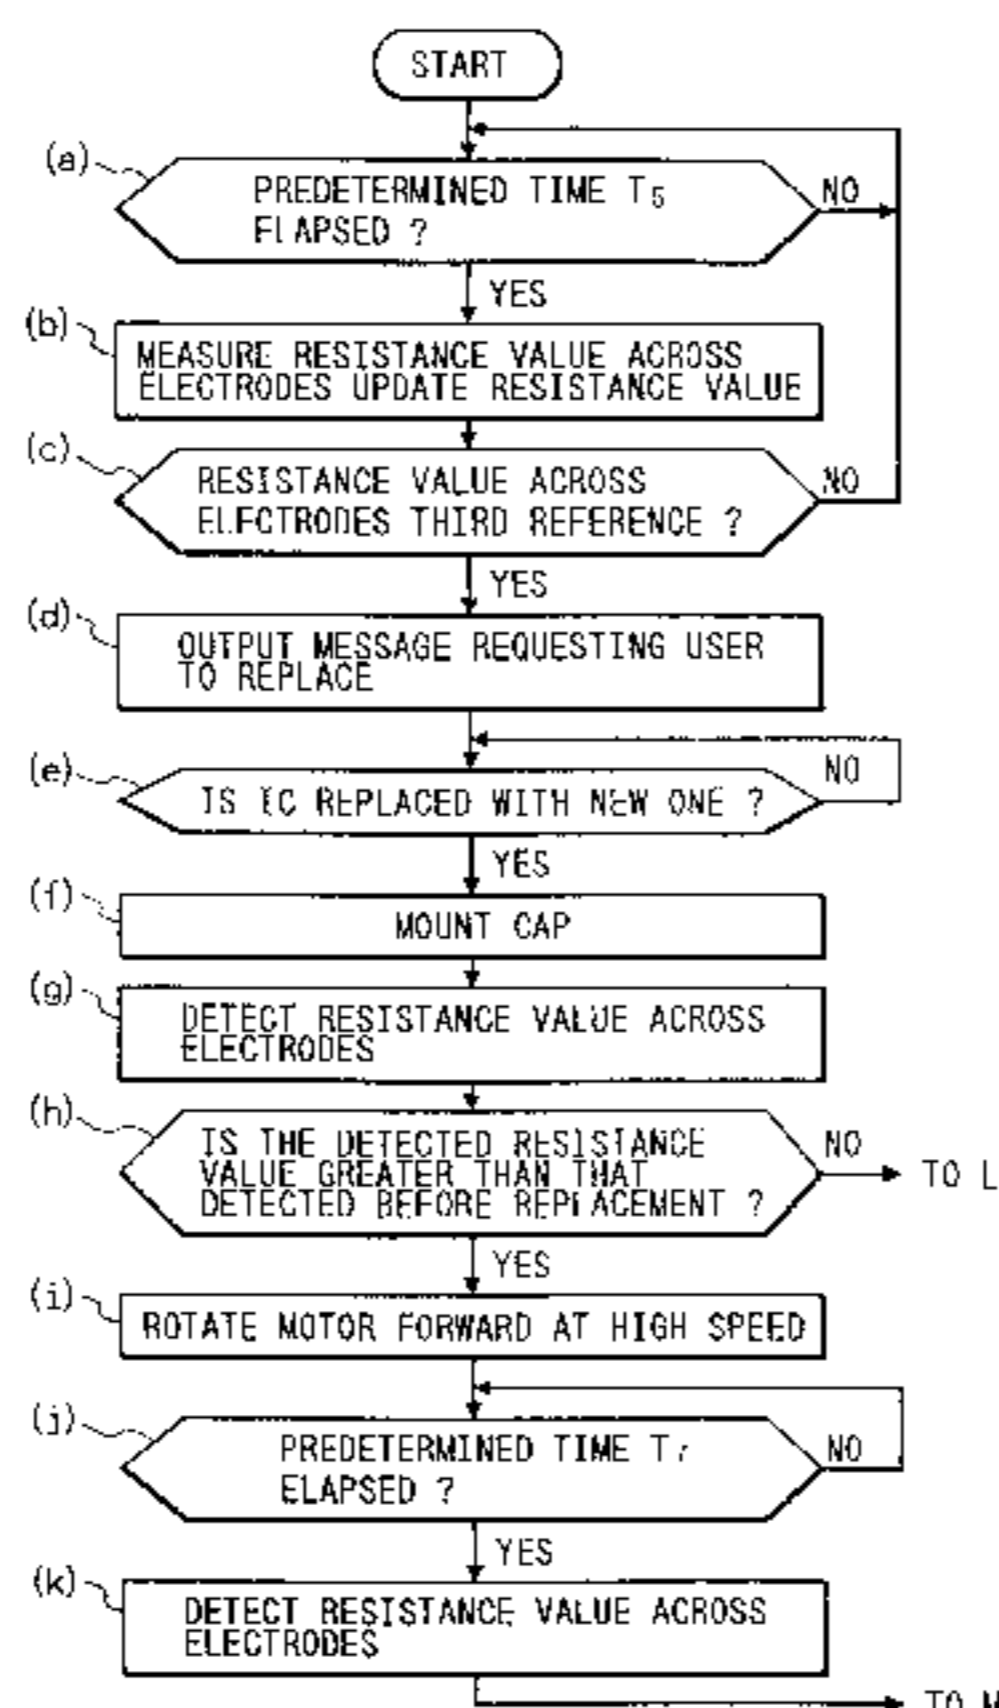 START
(a)
PREDETERMINED TIME T5
ELAPSED ?
NO
YES
(b)
MEASURE RESISTANCE VALUE ACROSS
ELECTRODES UPDATE RESISTANCE VALUE
(c)
RESISTANCE VALUE ACROSS
ELECTRODES THIRD REFERENCE ?
NO
YES
(d)
OUTPUT MESSAGE REQUESTING USER
TO REPLACE
(e)
IS IC REPLACED WITH NEW ONE ?
NO
YES
(f)
MOUNT CAP
(g)
DETECT RESISTANCE VALUE ACROSS
ELECTRODES
(h)
IS THE DETECTED RESISTANCE
VALUE GREATER THAN THAT
DETECTED BEFORE REPLACEMENT ?
NO
TO L
YES
(i)
ROTATE MOTOR FORWARD AT HIGH SPEED
(j)
PREDETERMINED TIME T7
ELAPSED ?
NO
YES
(k)
DETECT RESISTANCE VALUE ACROSS
ELECTRODES
TO M